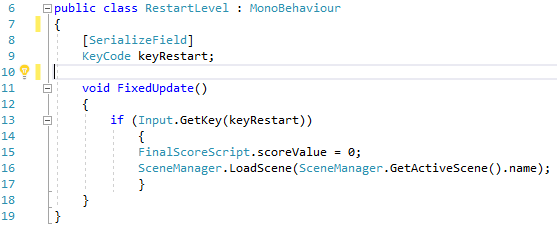 6 public class RestartLevel : MonoBehaviour
7 {
8 [SerializeField]
9 KeyCode keyRestart;
10
11 void FixedUpdate()
12 {
13 if (Input.GetKey(keyRestart))
14 {
15 FinalScoreScript.scoreValue = 0;
16 SceneManager.LoadScene(SceneManager.GetActiveScene().name);
17 }
18 }
19 }